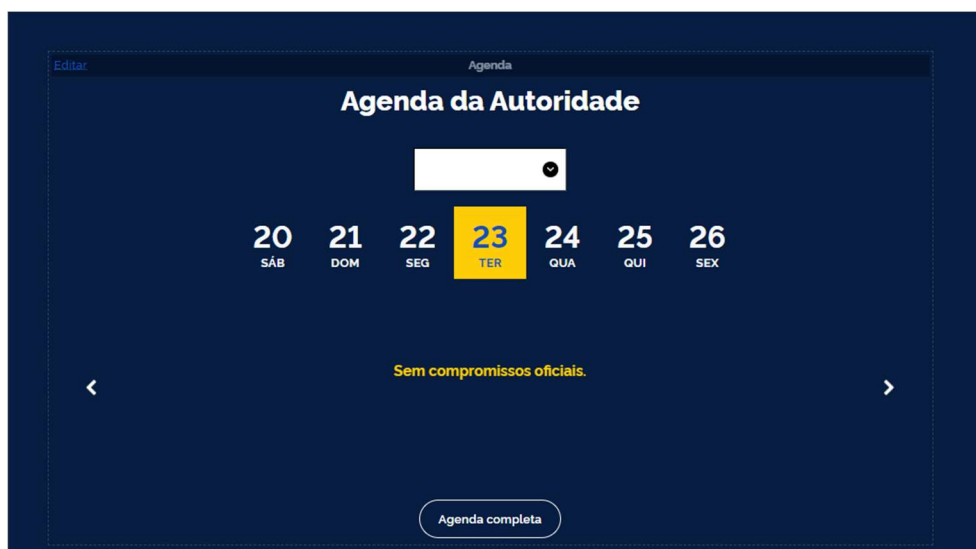 Editar
Agenda
Agenda da Autoridade
20 21 22 23 24 25 26
SÁB DOM SEG TER QUA QUI SEX
Sem compromissos oficiais.
Agenda completa